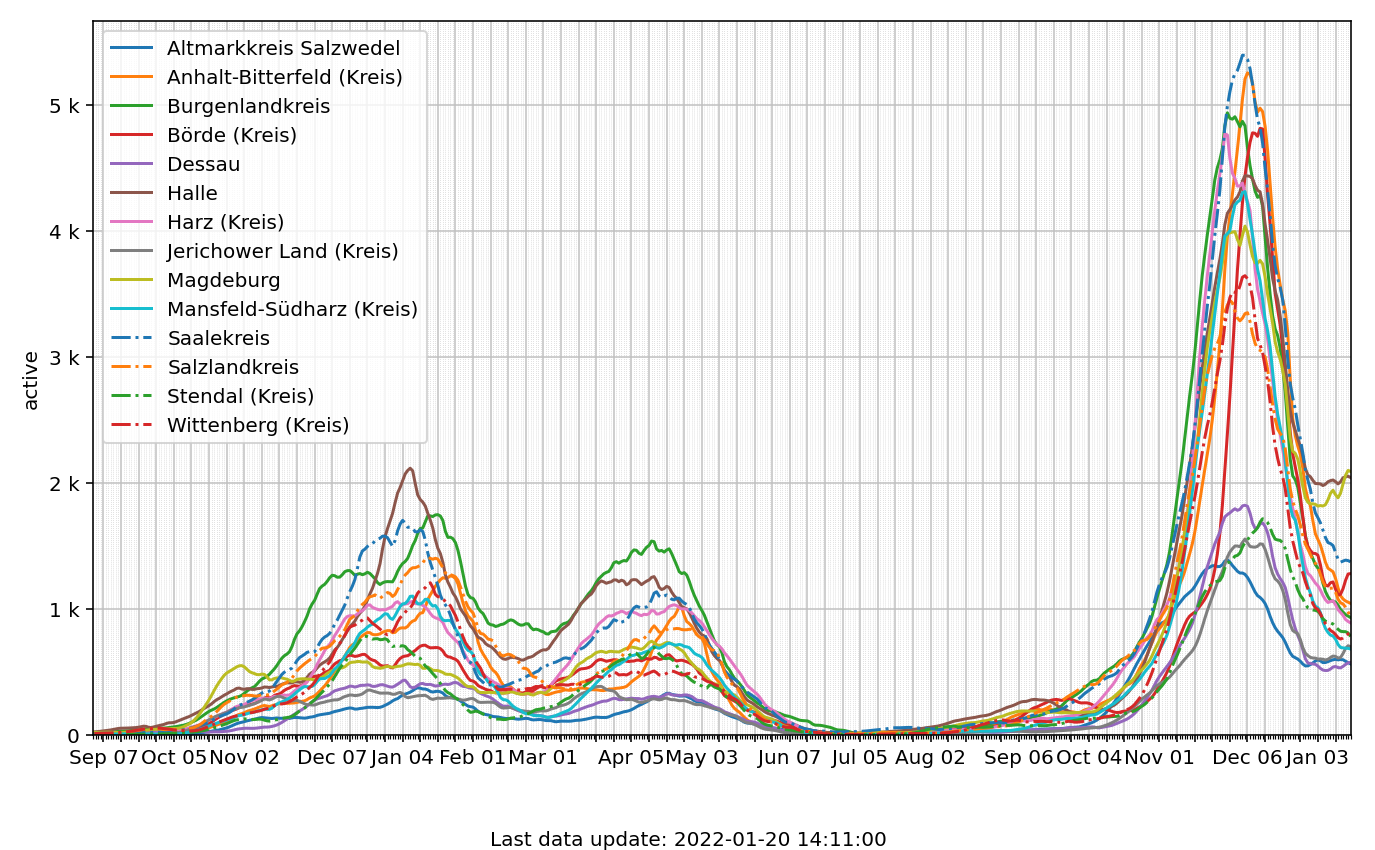 Altmarkkreis Salzwedel
Anhalt-Bitterfeld (Kreis)
Burgenlandkreis
Börde (Kreis)
Dessau
Halle
Harz (Kreis)
Jerichower Land (Kreis)
Magdeburg
Mansfeld-Südharz (Kreis)
Saalekreis
Salzlandkreis
Stendal (Kreis)
Wittenberg (Kreis)
5 k
4 k
3 k
2 k
1 k
0
active
Sep 07 Oct 05 Nov 02 Dec 07 Jan 04 Feb 01 Mar 01 Apr 05 May 03 Jun 07 Jul 05 Aug 02 Sep 06 Oct 04 Nov 01 Dec 06 Jan 03
Last data update: 2022-01-20 14:11:00